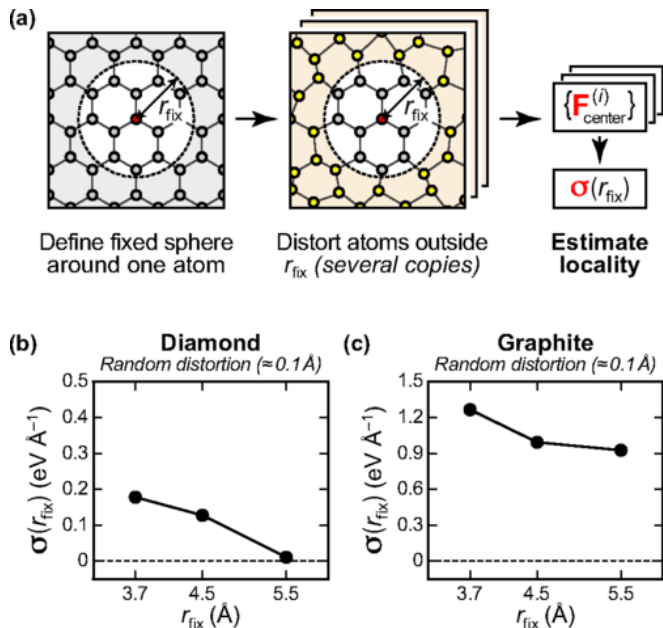 (a)
r_fix
r_fix
{F_center^(i)}
σ(r_fix)
Define fixed sphere
around one atom
Distort atoms outside
r_fix (several copies)
Estimate
locality
(b) Diamond
Random distortion (≈0.1Å)
0.5
0.4
0.3
0.2
0.1
0
σ(r_fix) (eV Å⁻¹)
3.7 4.5 5.5
r_fix (Å)
(c) Graphite
Random distortion (≈0.1Å)
1.5
1.2
0.9
0.6
0.3
0
σ(r_fix) (eV Å⁻¹)
3.7 4.5 5.5
r_fix (Å)